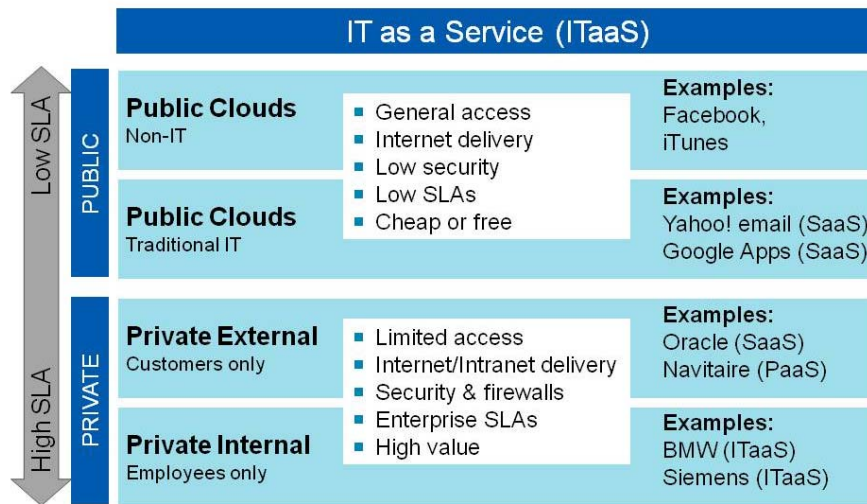 IT as a Service (ITaaS)
Low SLA
High SLA
PUBLIC
Public Clouds
Non-IT
Public Clouds
Traditional IT
▪ General access
▪ Internet delivery
▪ Low security
▪ Low SLAs
▪ Cheap or free
Examples:
Facebook,
iTunes
Examples:
Yahoo! email (SaaS)
Google Apps (SaaS)
PRIVATE
Private External
Customers only
Private Internal
Employees only
▪ Limited access
▪ Internet/Intranet delivery
▪ Security & firewalls
▪ Enterprise SLAs
▪ High value
Examples:
Oracle (SaaS)
Navitaire (PaaS)
Examples:
BMW (ITaaS)
Siemens (ITaaS)